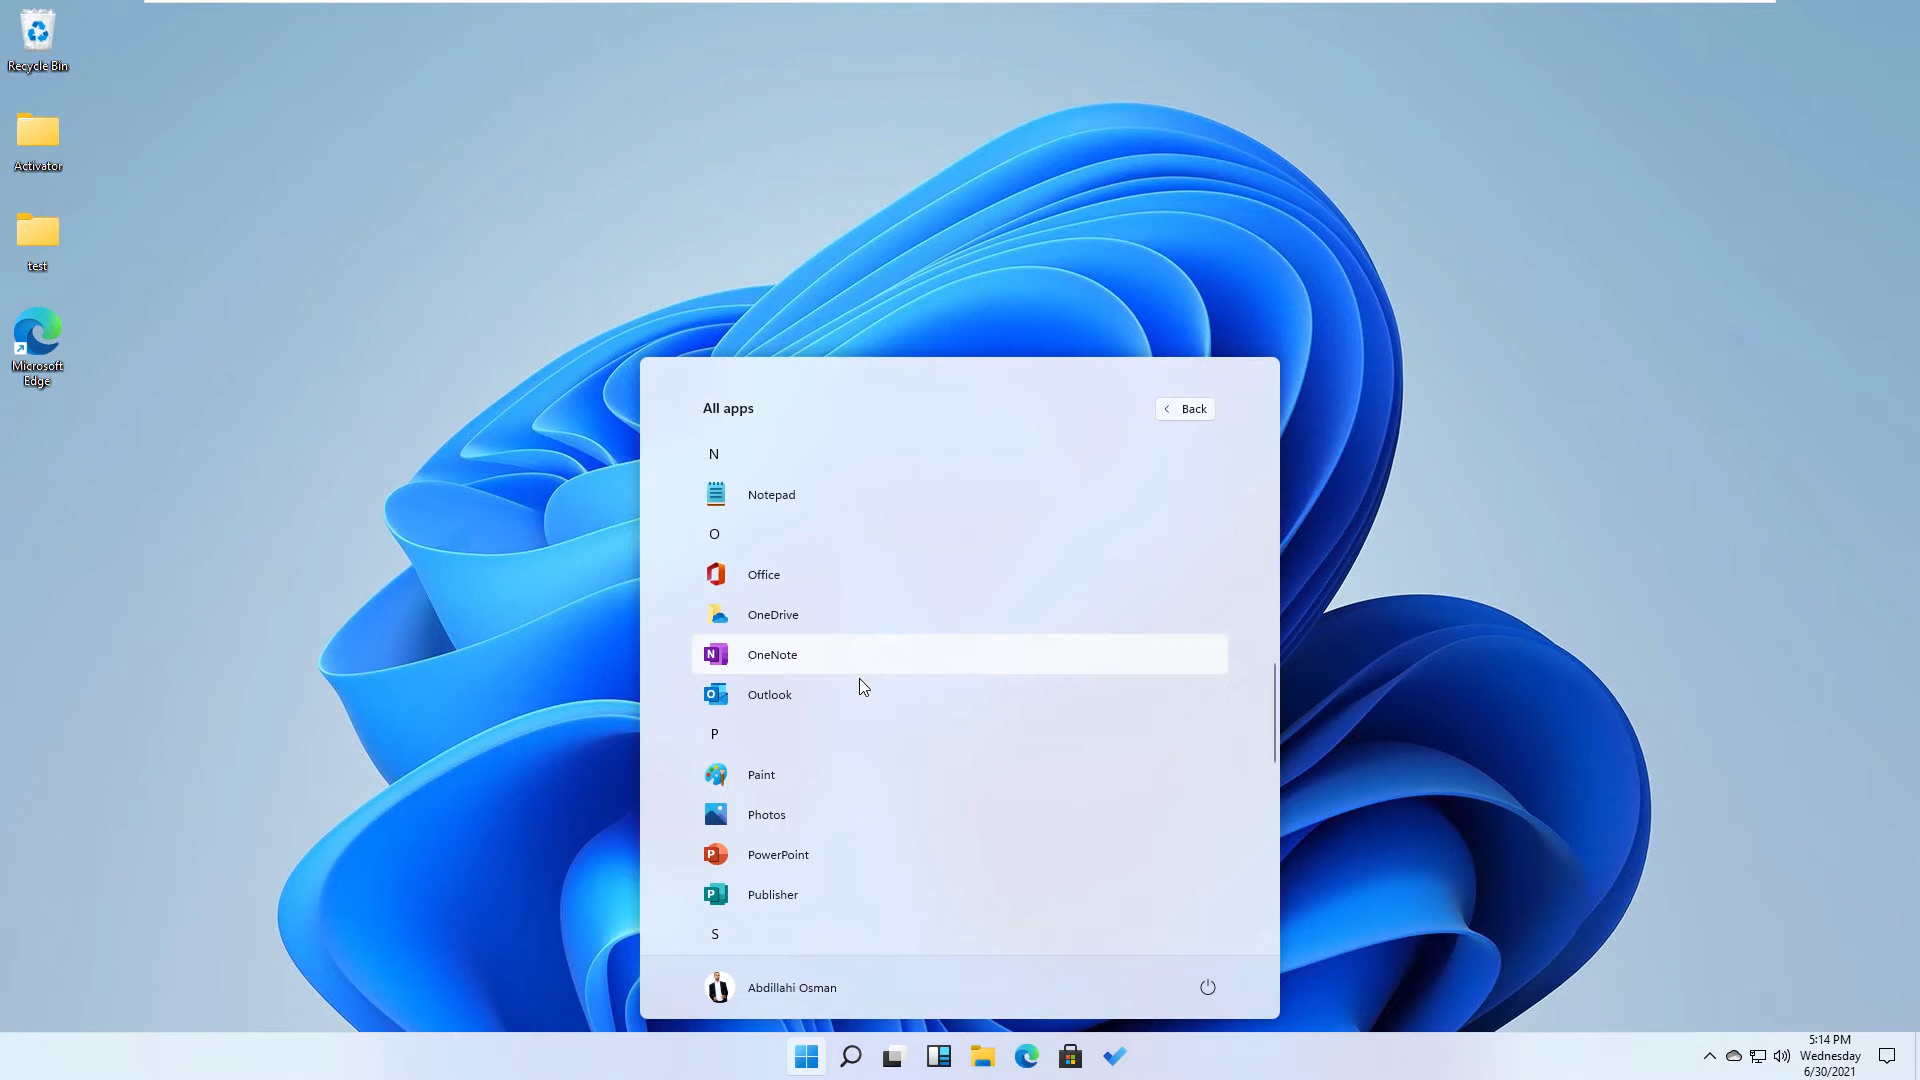 Recycle Bin
Activator
test
Microsoft
Edge
All apps
Back
N
Notepad
O
Office
OneDrive
N
OneNote
O
Outlook
P
Paint
Photos
P
PowerPoint
P
Publisher
S
Abdillahi Osman
5:14 PM
Wednesday
6/30/2021